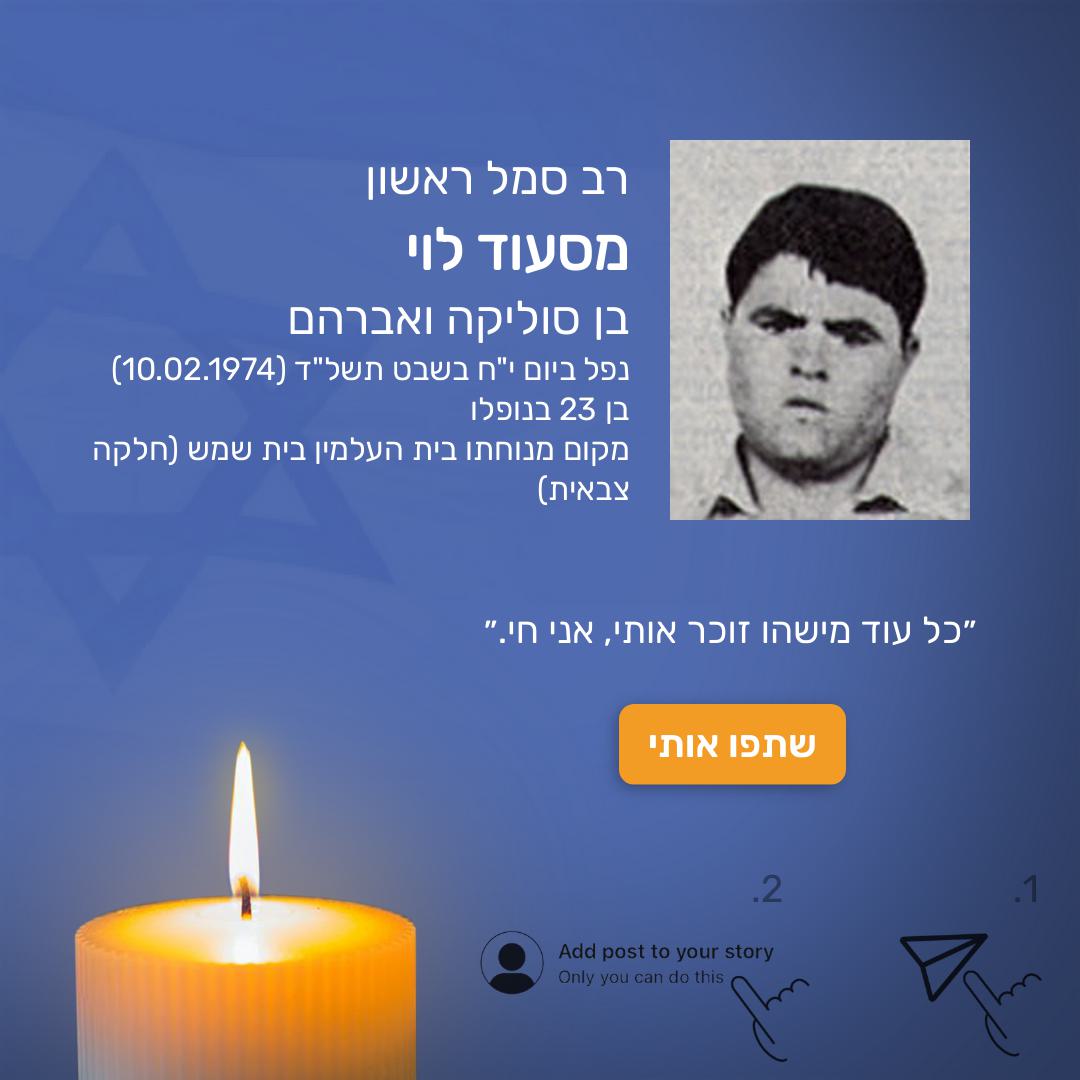 רב סמל ראשון
מסעוד לוי
בן סוליקה ואברהם
נפל ביום י"ח בשבט תשל"ד (10.02.1974)
בן 23 בנופלו
מקום מנוחתו בית העלמין בית שמש (חלקה
צבאית)
״כל עוד מישהו זוכר אותי, אני חי.״
שתפו אותי
.1
.2
Add post to your story
Only you can do this